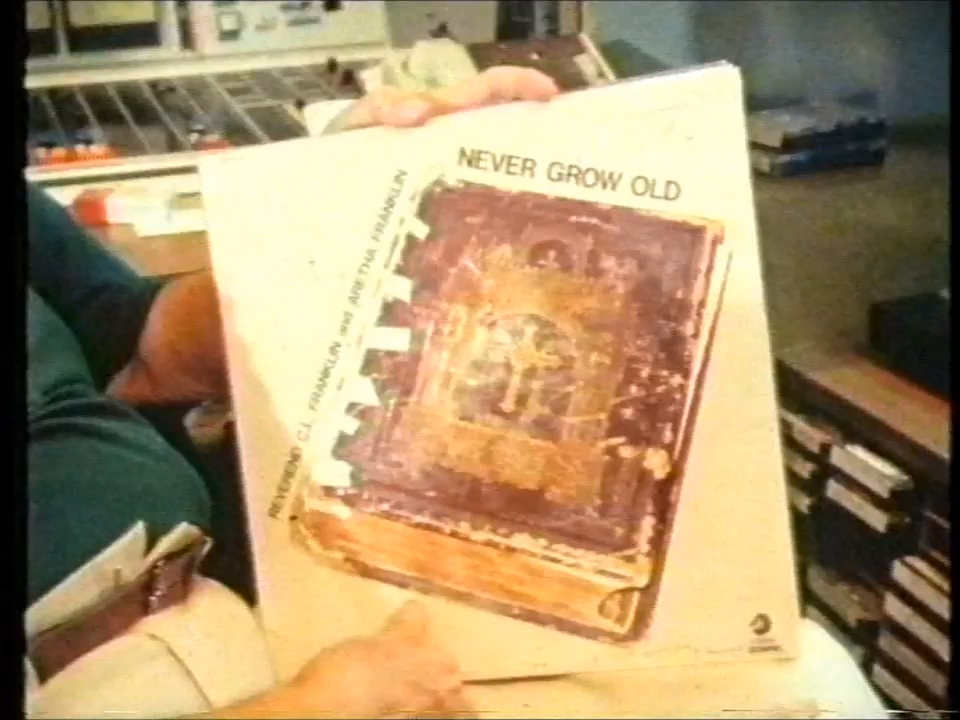 NEVER GROW OLD
REVEREND C.L. FRANKLIN and ARETHA FRANKLIN